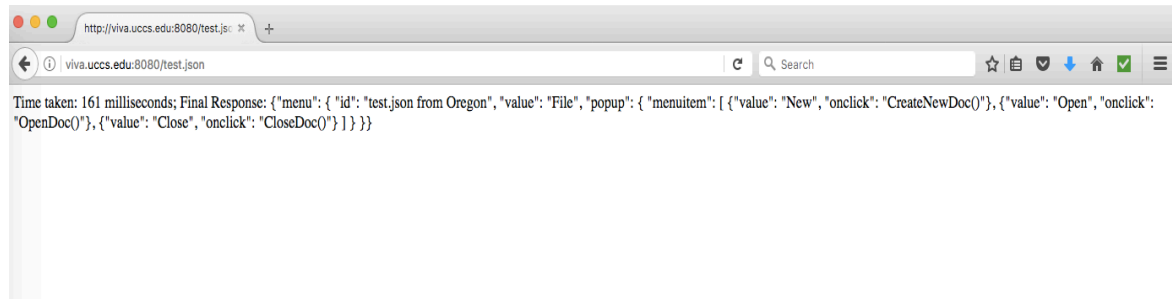 http://viva.uccs.edu:8080/test.jsc
viva.uccs.edu:8080/test.json
Search
Time taken: 161 milliseconds; Final Response: {"menu": { "id": "test.json from Oregon", "value": "File", "popup": { "menuitem": [ {"value": "New", "onclick": "CreateNewDoc()"}, {"value": "Open", "onclick":
"OpenDoc()"}, {"value": "Close", "onclick": "CloseDoc()"} ] } }}